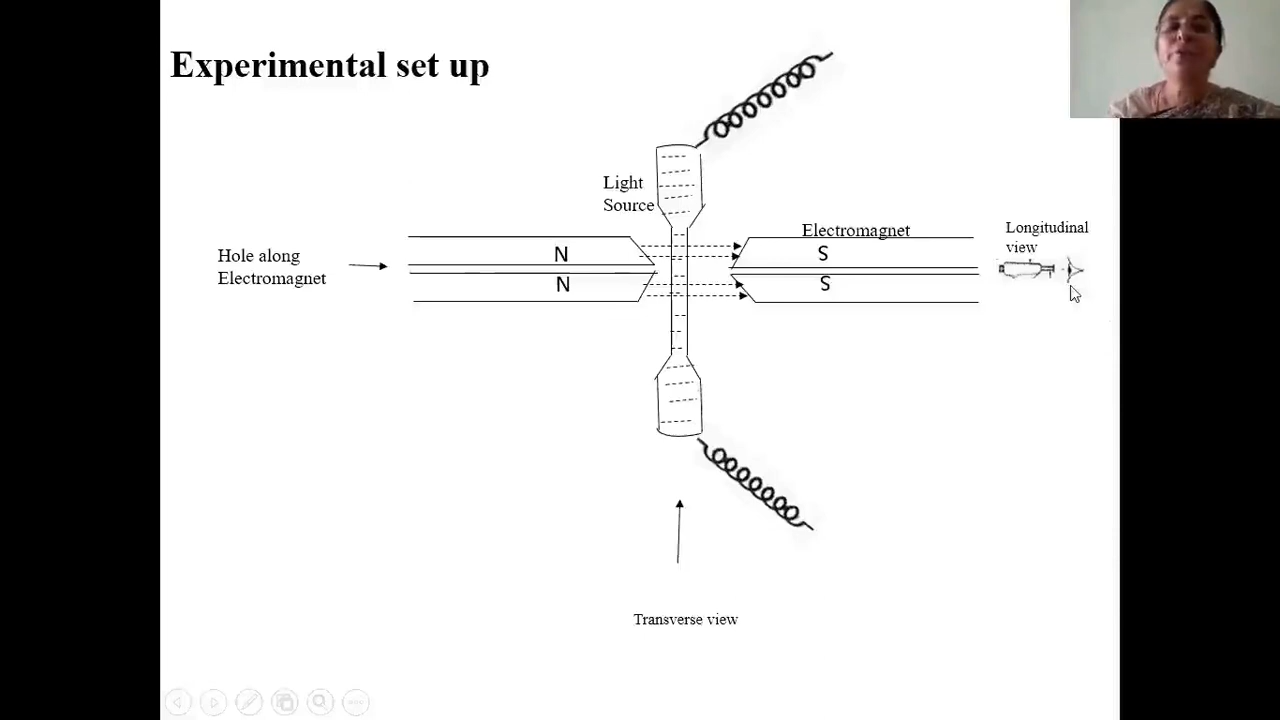 Experimental set up
Light
Source
Electromagnet
Longitudinal
view
Hole along
Electromagnet
N
S
N
S
Transverse view